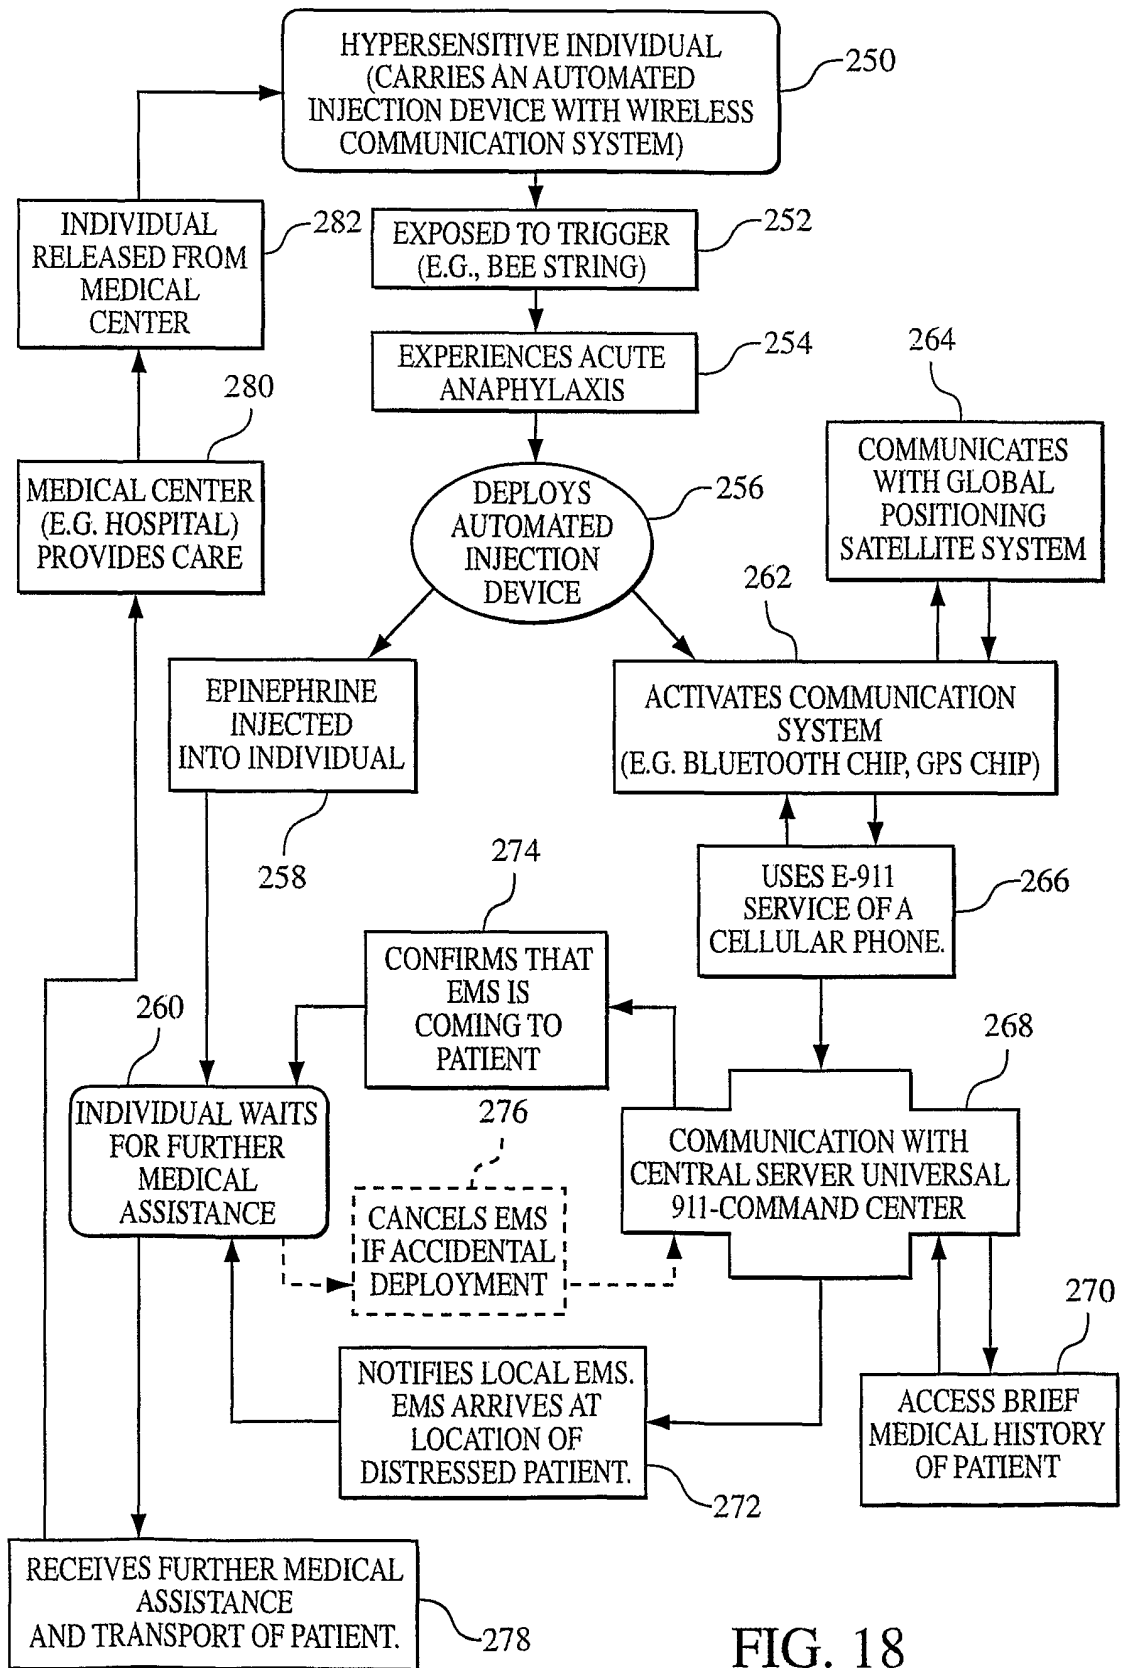 HYPERSENSITIVE INDIVIDUAL
(CARRIES AN AUTOMATED
INJECTION DEVICE WITH WIRELESS
COMMUNICATION SYSTEM)
250
INDIVIDUAL
RELEASED FROM
MEDICAL
CENTER
282
EXPOSED TO TRIGGER
(E.G., BEE STRING)
252
EXPERIENCES ACUTE
ANAPHYLAXIS
254
264
COMMUNICATES
WITH GLOBAL
POSITIONING
SATELLITE SYSTEM
280
MEDICAL CENTER
(E.G. HOSPITAL)
PROVIDES CARE
DEPLOYS
AUTOMATED
INJECTION
DEVICE
256
262
EPINEPHRINE
INJECTED
INTO INDIVIDUAL
258
ACTIVATES COMMUNICATION
SYSTEM
(E.G. BLUETOOTH CHIP, GPS CHIP)
USES E-911
SERVICE OF A
CELLULAR PHONE.
266
274
CONFIRMS THAT
EMS IS
COMING TO
PATIENT
260
INDIVIDUAL WAITS
FOR FURTHER
MEDICAL
ASSISTANCE
276
CANCELS EMS
IF ACCIDENTAL
DEPLOYMENT
268
COMMUNICATION WITH
CENTRAL SERVER UNIVERSAL
911-COMMAND CENTER
270
ACCESS BRIEF
MEDICAL HISTORY
OF PATIENT
NOTIFIES LOCAL EMS.
EMS ARRIVES AT
LOCATION OF
DISTRESSED PATIENT.
272
RECEIVES FURTHER MEDICAL
ASSISTANCE
AND TRANSPORT OF PATIENT.
278
FIG. 18